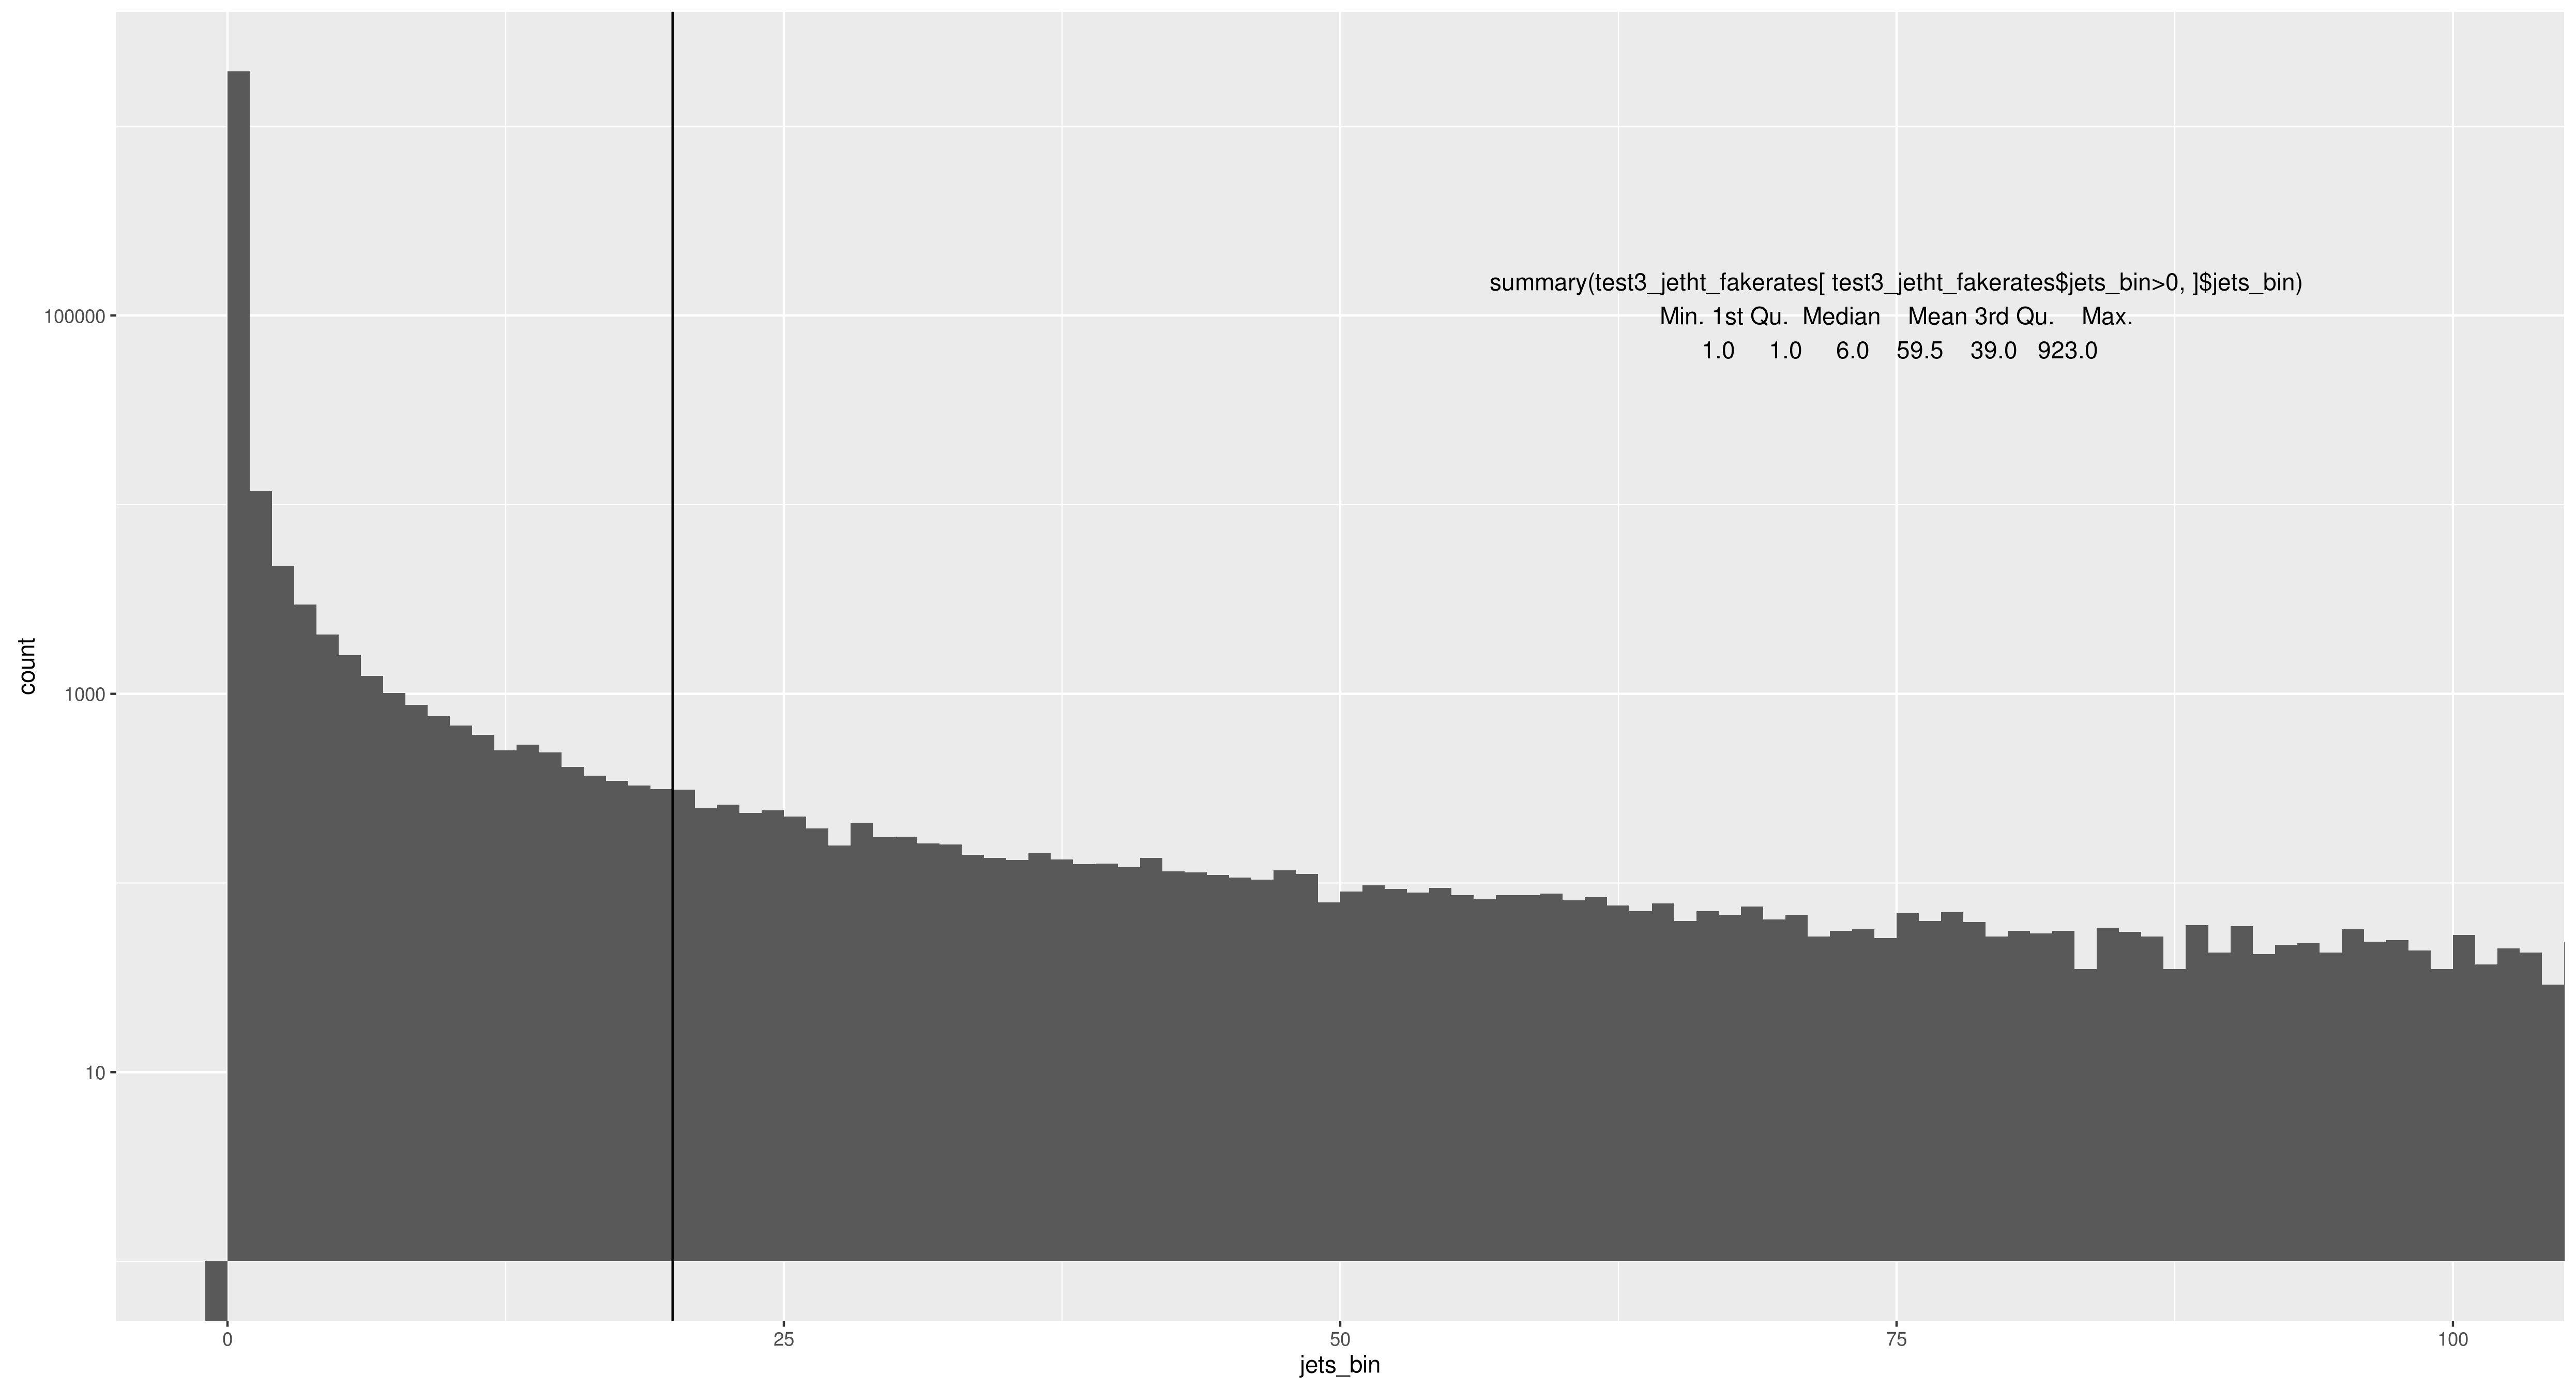 summary(test3_jetht_fakerates[ test3_jetht_fakerates$jets_bin>0, ]$jets_bin)
Min. 1st Qu. Median Mean 3rd Qu. Max.
1.0 1.0 6.0 59.5 39.0 923.0
100000
1000
10
count
0 25 50 75 100
jets_bin